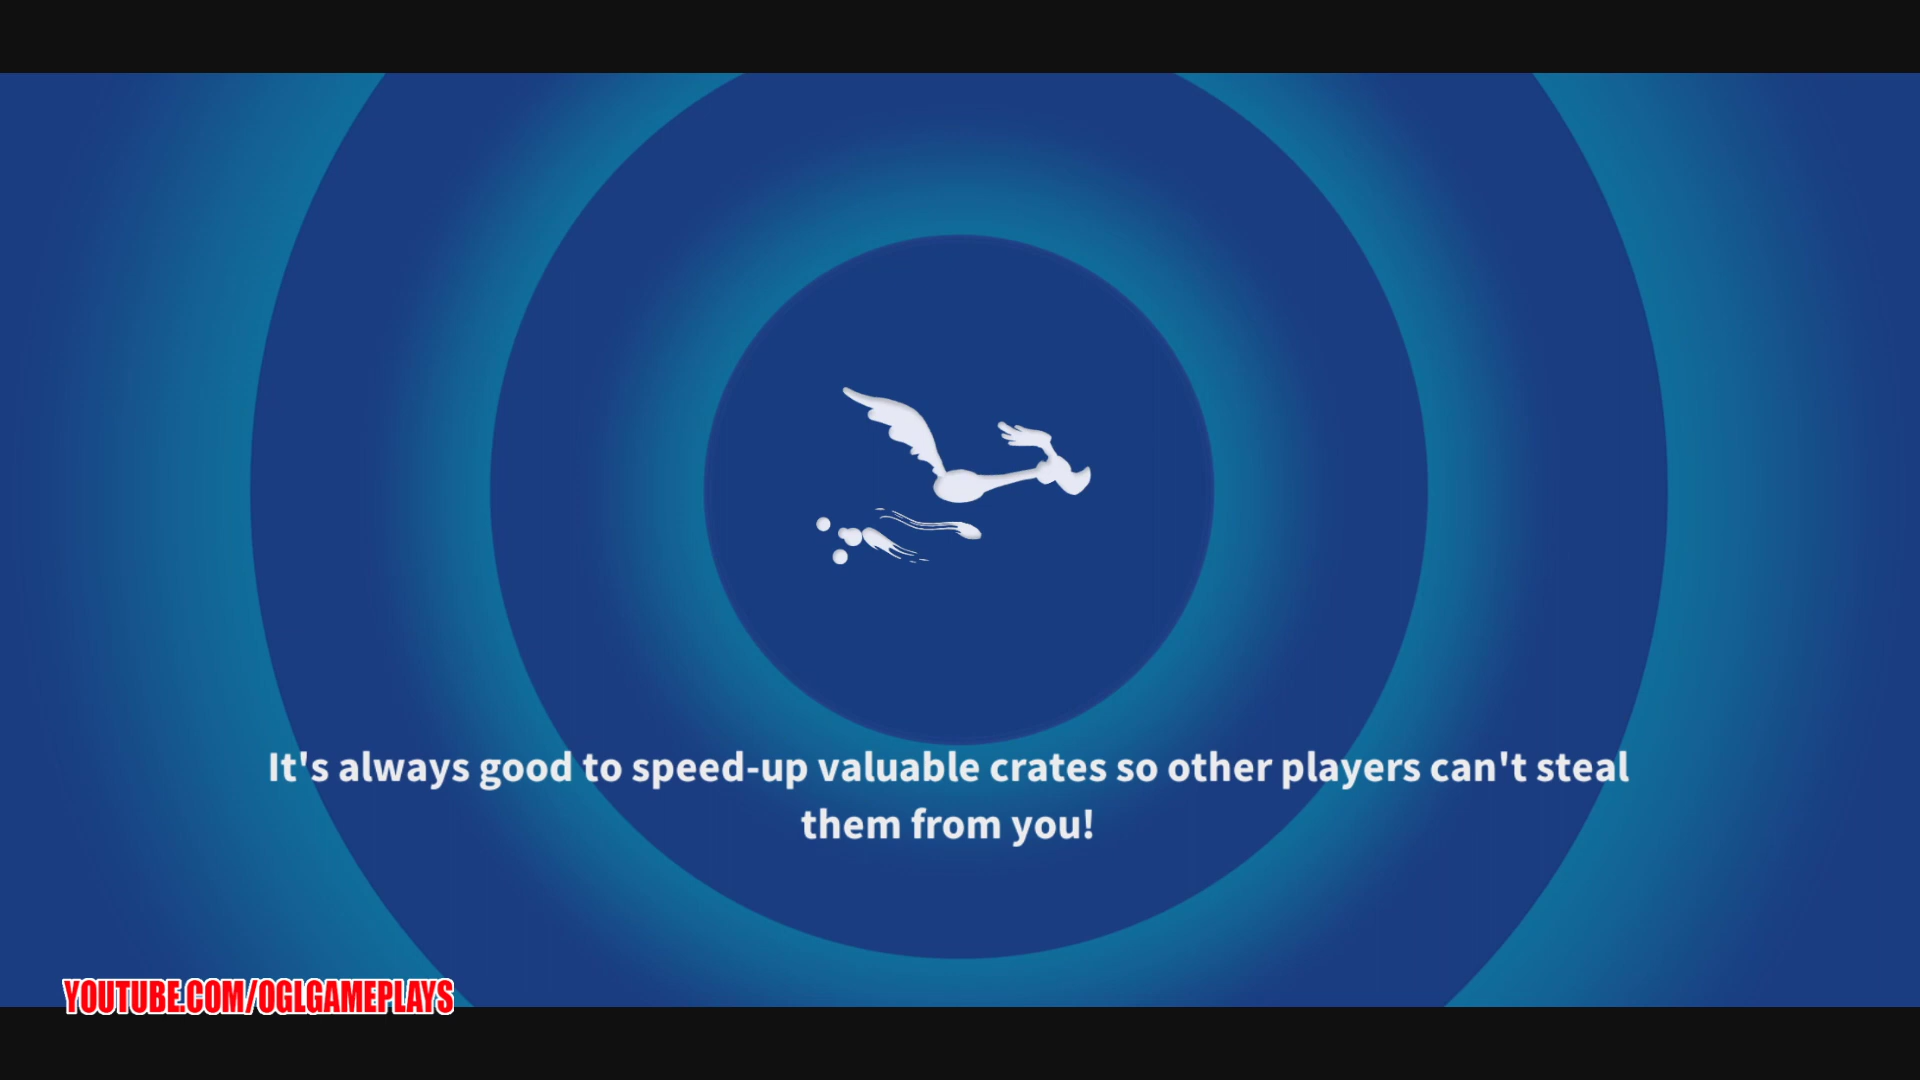 It's always good to speed-up valuable crates so other players can't steal
them from you!
YOUTUBE.COM/OGLGAMEPLAYS